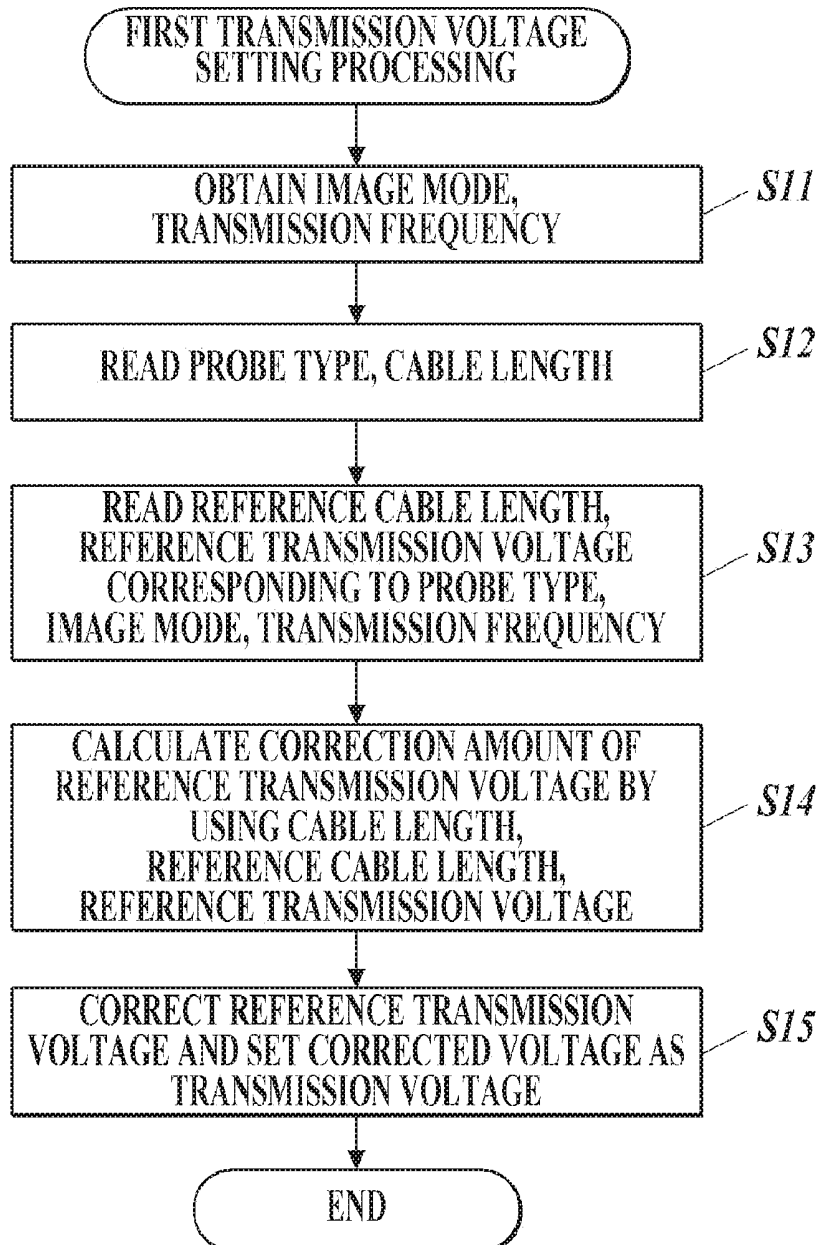 FIRST TRANSMISSION VOLTAGE
SETTING PROCESSING
OBTAIN IMAGE MODE,
TRANSMISSION FREQUENCY
S11
READ PROBE TYPE, CABLE LENGTH
S12
READ REFERENCE CABLE LENGTH,
REFERENCE TRANSMISSION VOLTAGE
CORRESPONDING TO PROBE TYPE,
IMAGE MODE, TRANSMISSION FREQUENCY
S13
CALCULATE CORRECTION AMOUNT OF
REFERENCE TRANSMISSION VOLTAGE BY
USING CABLE LENGTH,
REFERENCE CABLE LENGTH,
REFERENCE TRANSMISSION VOLTAGE
S14
CORRECT REFERENCE TRANSMISSION
VOLTAGE AND SET CORRECTED VOLTAGE AS
TRANSMISSION VOLTAGE
S15
END